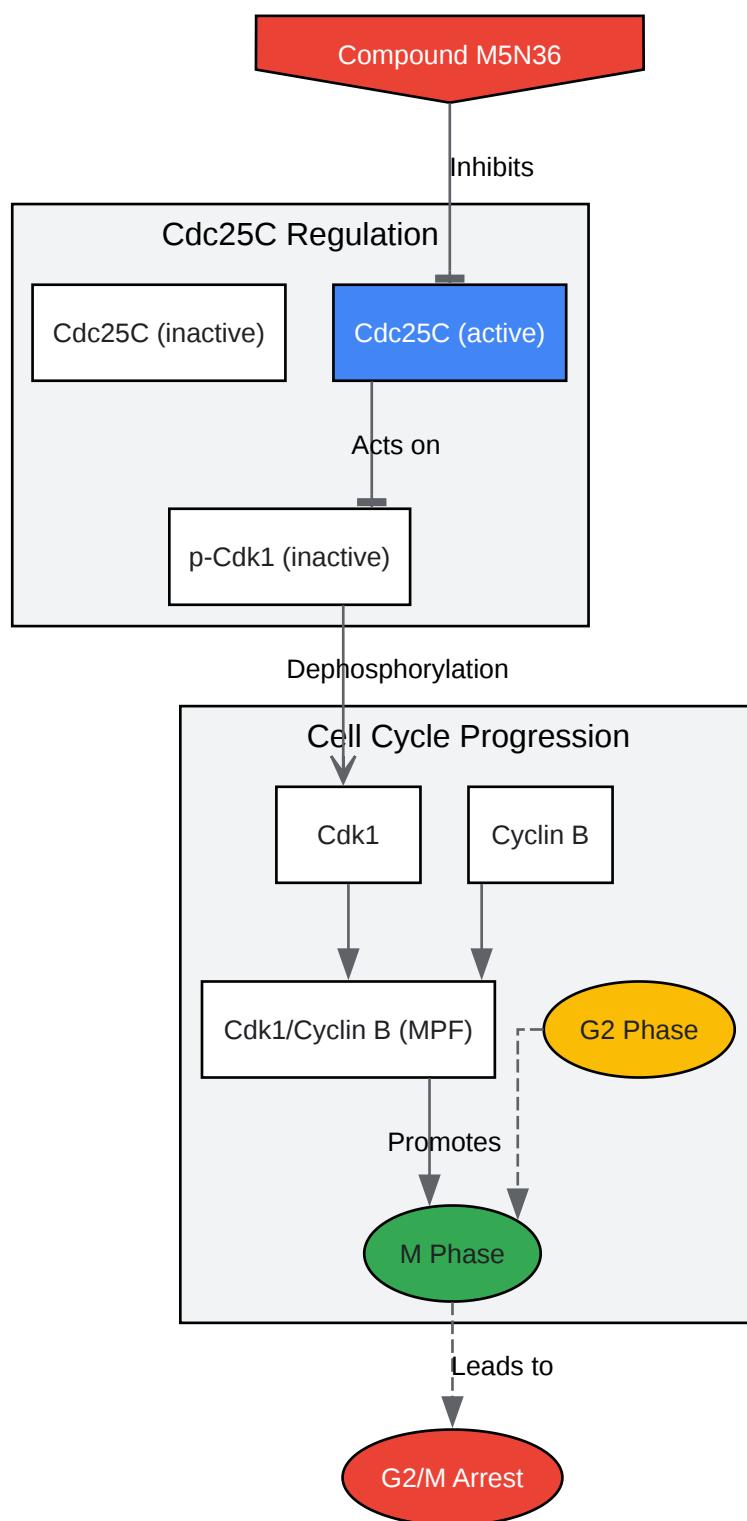 Compound M5N36
Inhibits
Cdc25C Regulation
Cdc25C (inactive)
Cdc25C (active)
Acts on
p-Cdk1 (inactive)
Dephosphorylation
Cell Cycle Progression
Cdk1
Cyclin B
Cdk1/Cyclin B (MPF)
G2 Phase
Promotes
M Phase
Leads to
G2/M Arrest